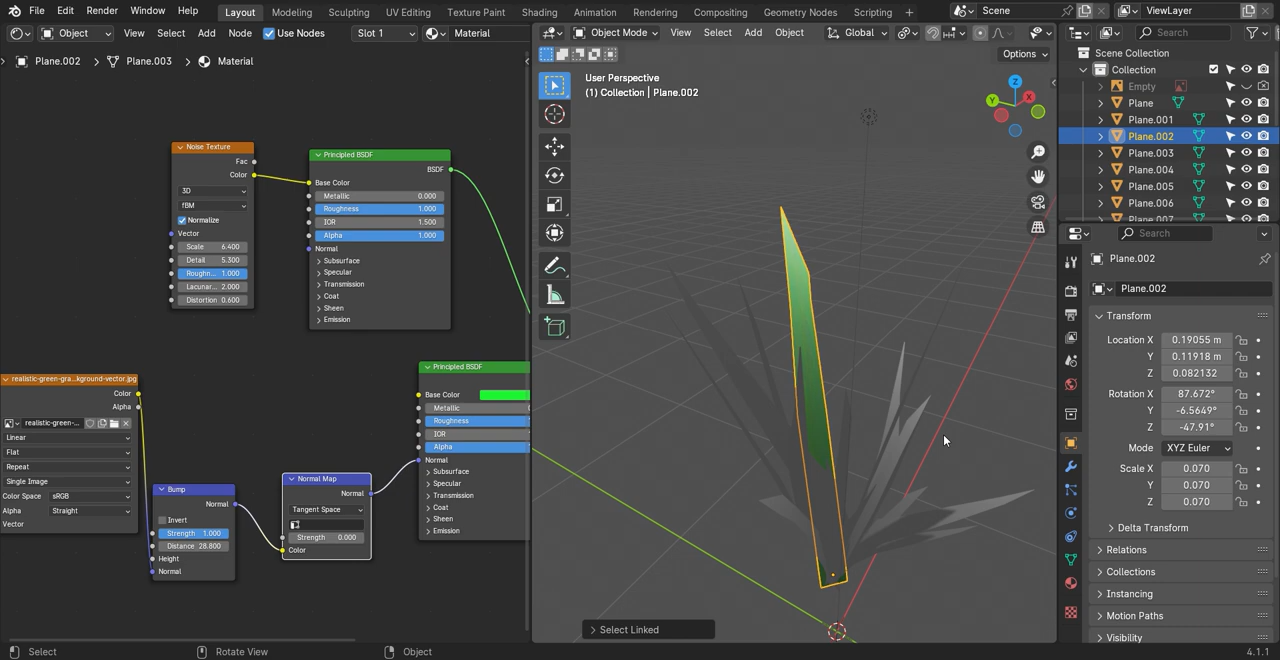 File Edit Render Window Help Layout Modeling Sculpting UV Editing Texture Paint Shading Animation Rendering Compositing Geometry Nodes Scripting + Scene ViewLayer
Object View Select Add Node Use Nodes Slot 1 Material
Plane.002 > Plane.003 > Material
Noise Texture
Fac
Color
3D
fBM
Normalize
Vector
Scale 6.400
Detail 5.300
Roughn... 1.000
Lacunar... 2.000
Distortion 0.600
Principled BSDF
BSDF
Base Color
Metallic 0.000
Roughness 1.000
IOR 1.500
Alpha 1.000
Normal
Subsurface
Specular
Transmission
Coat
Sheen
Emission
realistic-green-gra...kground-vector.jpg
Color
Alpha
realistic-green-...
Linear
Flat
Repeat
Single Image
Color Space sRGB
Alpha Straight
Vector
Bump
Normal
Invert
Strength 1.000
Distance 28.800
Height
Normal
Normal Map
Normal
Tangent Space
Strength 0.000
Color
Principled BSDF
Base Color
Metallic
Roughness
IOR
Alpha
Normal
Subsurface
Specular
Transmission
Coat
Sheen
Emission
Object Mode View Select Add Object Global
Options
User Perspective
(1) Collection | Plane.002
Z
Y X
Select Linked
Search
Scene Collection
Collection
Empty
Plane
Plane.001
Plane.002
Plane.003
Plane.004
Plane.005
Plane.006
Plane.007
Search
Plane.002
Plane.002
Transform
Location X 0.19055 m
Y 0.11918 m
Z 0.082132
Rotation X 87.672°
Y -6.5649°
Z -47.91°
Mode XYZ Euler
Scale X 0.070
Y 0.070
Z 0.070
Delta Transform
Relations
Collections
Instancing
Motion Paths
Visibility
Select Rotate View Object 4.1.1